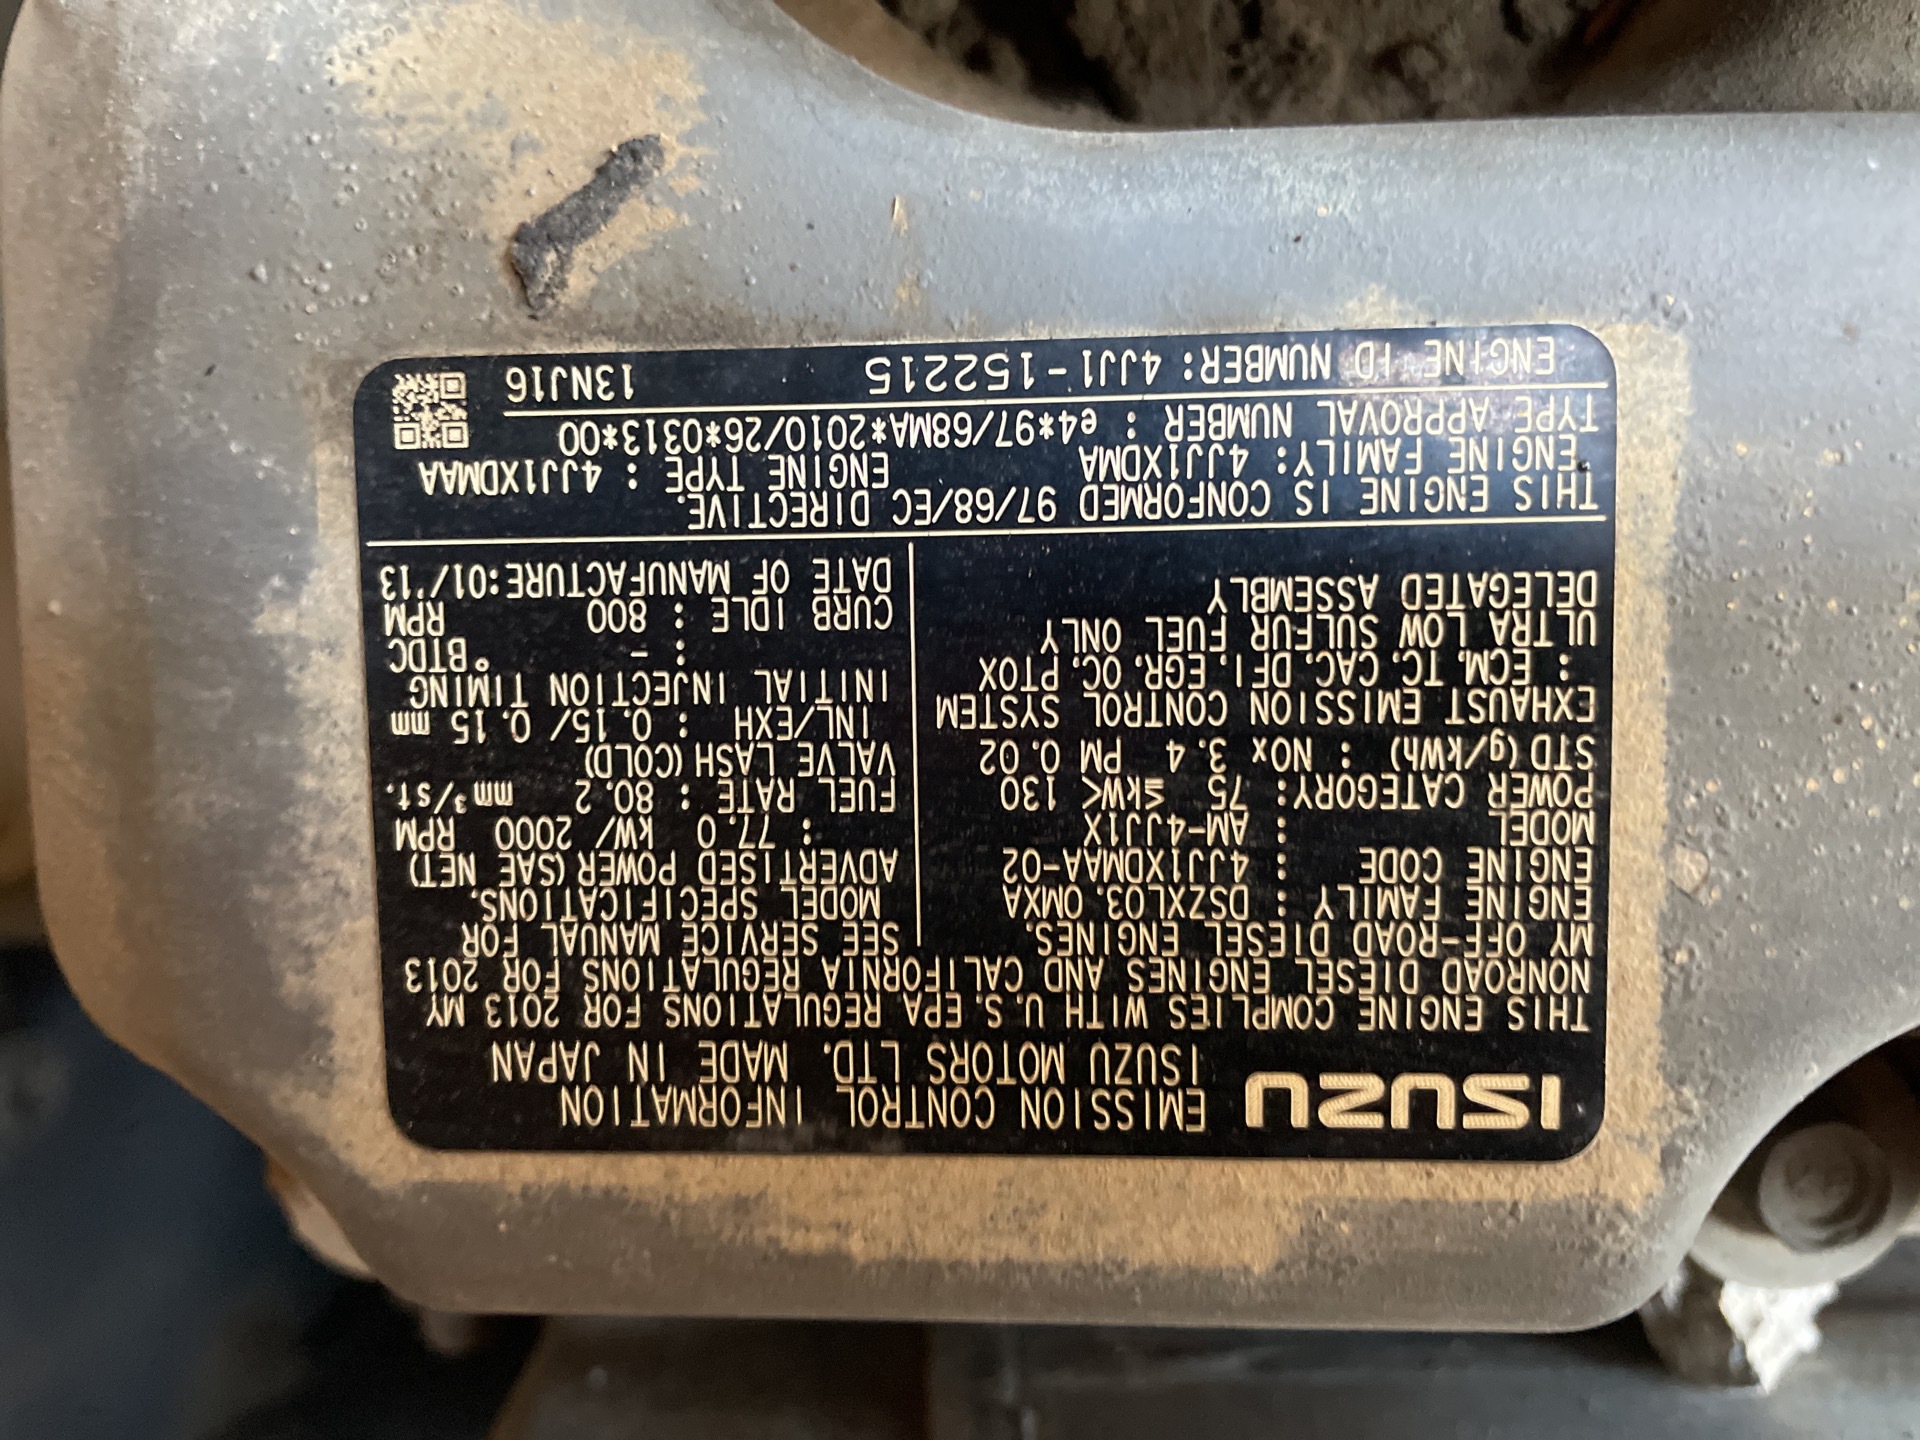 ISUZU
EMISSION CONTROL INFORMATION
ISUZU MOTORS LTD. MADE IN JAPAN
THIS ENGINE COMPLIES WITH U.S. EPA REGULATIONS FOR 2013 MY
NONROAD DIESEL ENGINES AND CALIFORNIA REGULATIONS FOR 2013
MY OFF-ROAD DIESEL ENGINES.
ENGINE FAMILY : DSZXL03.0MXA
ENGINE CODE : 4JJ1XDMAA-02
MODEL : AM-4JJ1X
POWER CATEGORY: 75 ≦kW< 130
STD (g/kWh) : NOx 3.4 PM 0.02
EXHAUST EMISSION CONTROL SYSTEM
: ECM, TC, CAC, DFI, EGR, OC, PTOX
ULTRA LOW SULFUR FUEL ONLY
DELEGATED ASSEMBLY
SEE SERVICE MANUAL FOR
MODEL SPECIFICATIONS.
ADVERTISED POWER (SAE NET)
: 77.0 kW/ 2000 RPM
FUEL RATE : 80.2 mm³/st.
VALVE LASH (COLD)
INL/EXH : 0.15/ 0.15 mm
INITIAL INJECTION TIMING
: - °BTDC
CURB IDLE : 800 RPM
DATE OF MANUFACTURE:01/'13
THIS ENGINE IS CONFORMED 97/68/EC DIRECTIVE.
ENGINE FAMILY: 4JJ1XDMA ENGINE TYPE : 4JJ1XDMAA
TYPE APPROVAL NUMBER : e4*97/68MA*2010/26*0313*00
ENGINE ID NUMBER: 4JJ1-152215 13NJ16